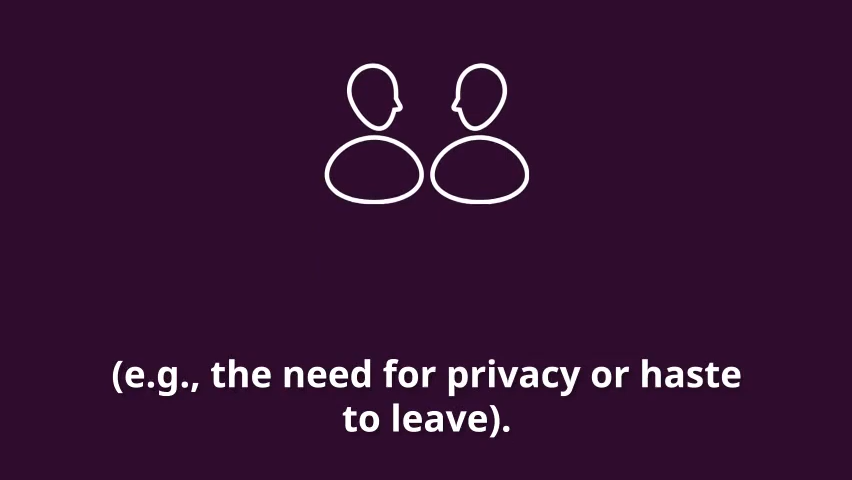 (e.g., the need for privacy or haste
to leave).